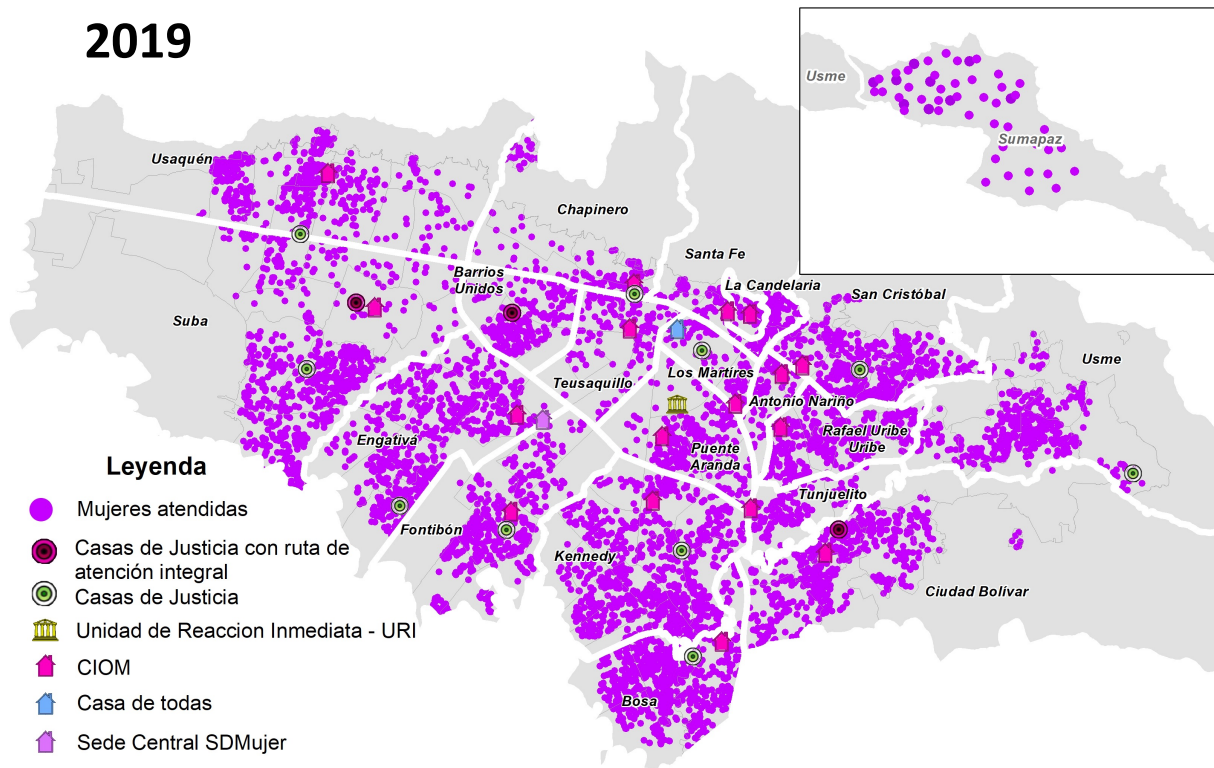 2019
Usme
Sumapaz
Usaquén
Chapinero
Santa Fe
Barrios
Unidos
La Candelaria
San Cristóbal
Suba
Usme
Los Martires
Teusaquillo
Antonio Nariño
Engativá
Rafael Uribe
Uribe
Puente
Aranda
Tunjuelito
Fontibón
Kennedy
Ciudad Bolívar
Bosa
Leyenda
Mujeres atendidas
Casas de Justicia con ruta de
atención integral
Casas de Justicia
Unidad de Reaccion Inmediata - URI
CIOM
Casa de todas
Sede Central SDMujer